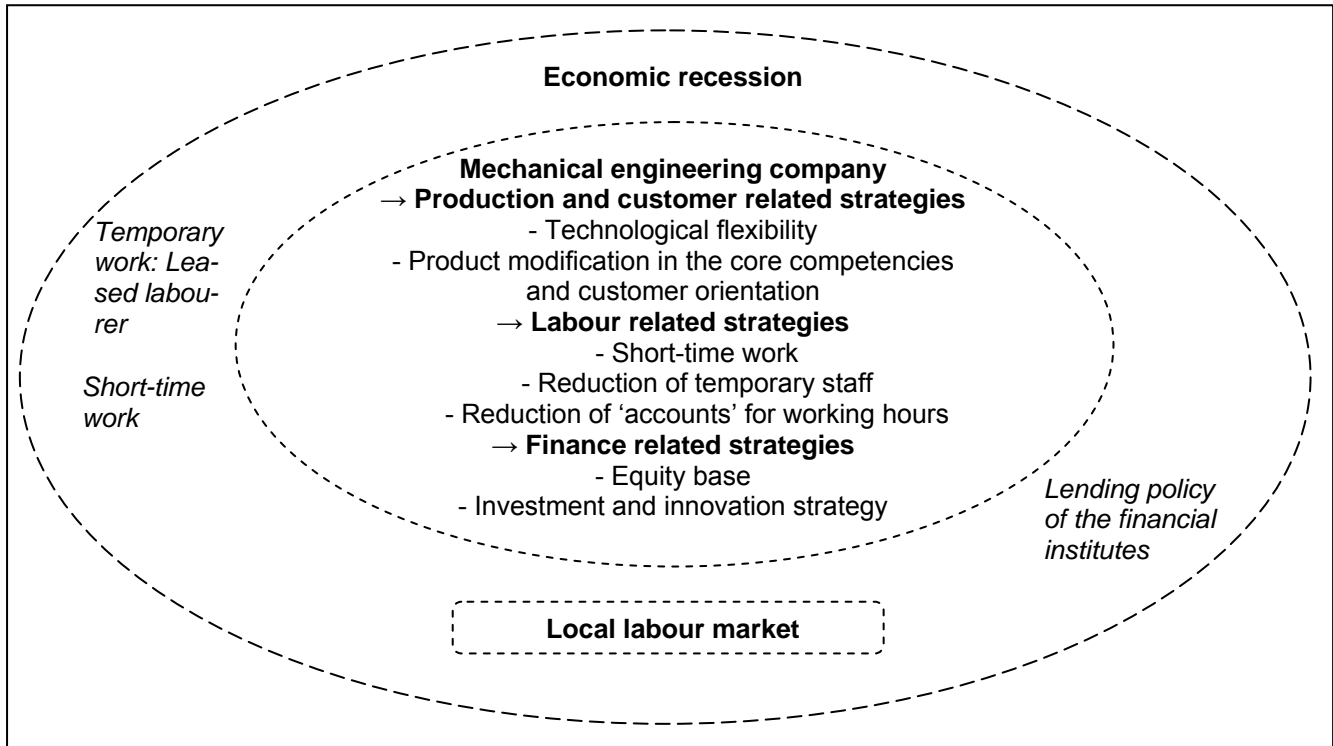 Economic recession
Mechanical engineering company
→ Production and customer related strategies
- Technological flexibility
- Product modification in the core competencies
and customer orientation
→ Labour related strategies
- Short-time work
- Reduction of temporary staff
- Reduction of ‘accounts’ for working hours
→ Finance related strategies
- Equity base
- Investment and innovation strategy
Temporary
work: Lea-
sed labou-
rer
Short-time
work
Lending policy
of the financial
institutes
Local labour market